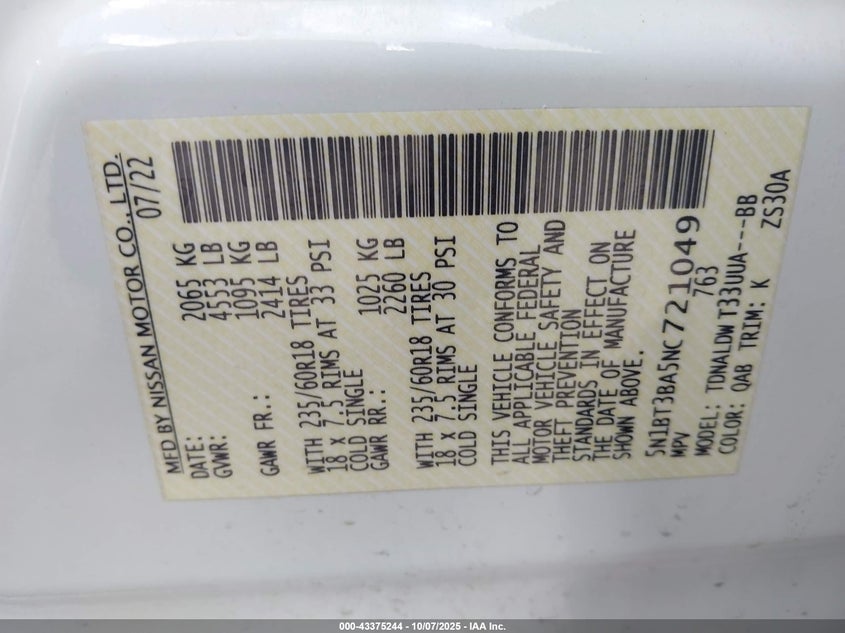 MFD BY NISSAN MOTOR CO., LTD.
DATE: 07/22
GVWR: 2065 KG
4553 LB
GAWR FR.: 1095 KG
2414 LB
WITH 235/60R18 TIRES
18 X 7.5 RIMS AT 33 PSI
COLD SINGLE
GAWR RR.: 1025 KG
2260 LB
WITH 235/60R18 TIRES
18 X 7.5 RIMS AT 30 PSI
COLD SINGLE
THIS VEHICLE CONFORMS TO
ALL APPLICABLE FEDERAL
MOTOR VEHICLE SAFETY AND
THEFT PREVENTION
STANDARDS IN EFFECT ON
THE DATE OF MANUFACTURE
SHOWN ABOVE.
5N1BT3BA5NC721049
MPV 763
MODEL: TDNALDWT33UUA---BB
COLOR: QAB TRIM: K ZS30A
000-43375244 - 10/07/2025 - IAA Inc.